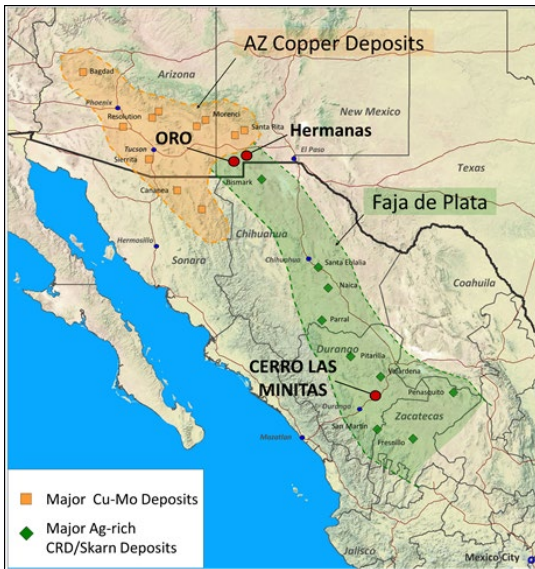 AZ Copper Deposits
Bagdad
Arizona
Phoenix
New Mexico
Resolution
Morenci
ORO
Santa Rita
Hermanas
Tucson
El Paso
Sierrita
Bismark
Texas
Cananea
Faja de Plata
Chihuahua
Hermosillo
Sonora
Chihuahua
Santa Eulalia
Coahuila
Naica
Parral
Durango
Pitarilla
CERRO LAS
MINITAS
Velardena
Penasquito
Durango
Zacatecas
San Martin
Mazatlan
Fresnillo
Major Cu-Mo Deposits
Major Ag-rich
CRD/Skarn Deposits
Jalisco
Mexico City